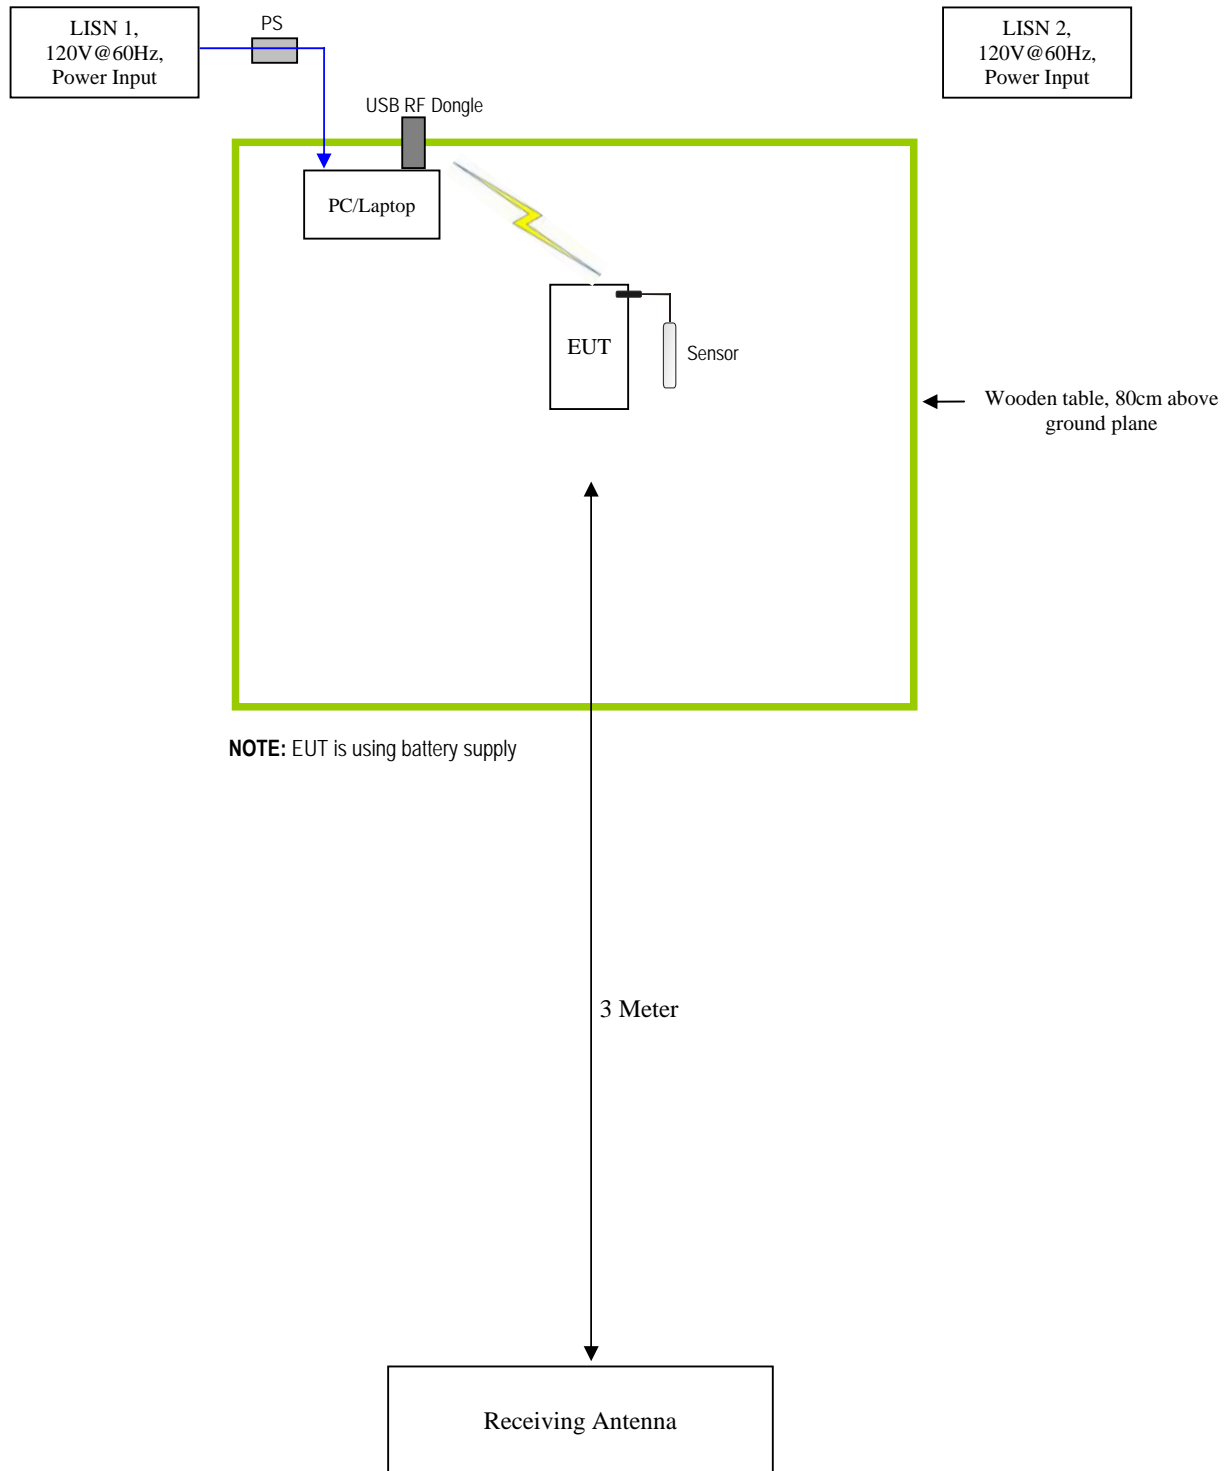 LISN 1,
120V@60Hz,
Power Input
PS
LISN 2,
120V@60Hz,
Power Input
USB RF Dongle
PC/Laptop
EUT
Sensor
Wooden table, 80cm above
ground plane
NOTE: EUT is using battery supply
3 Meter
Receiving Antenna